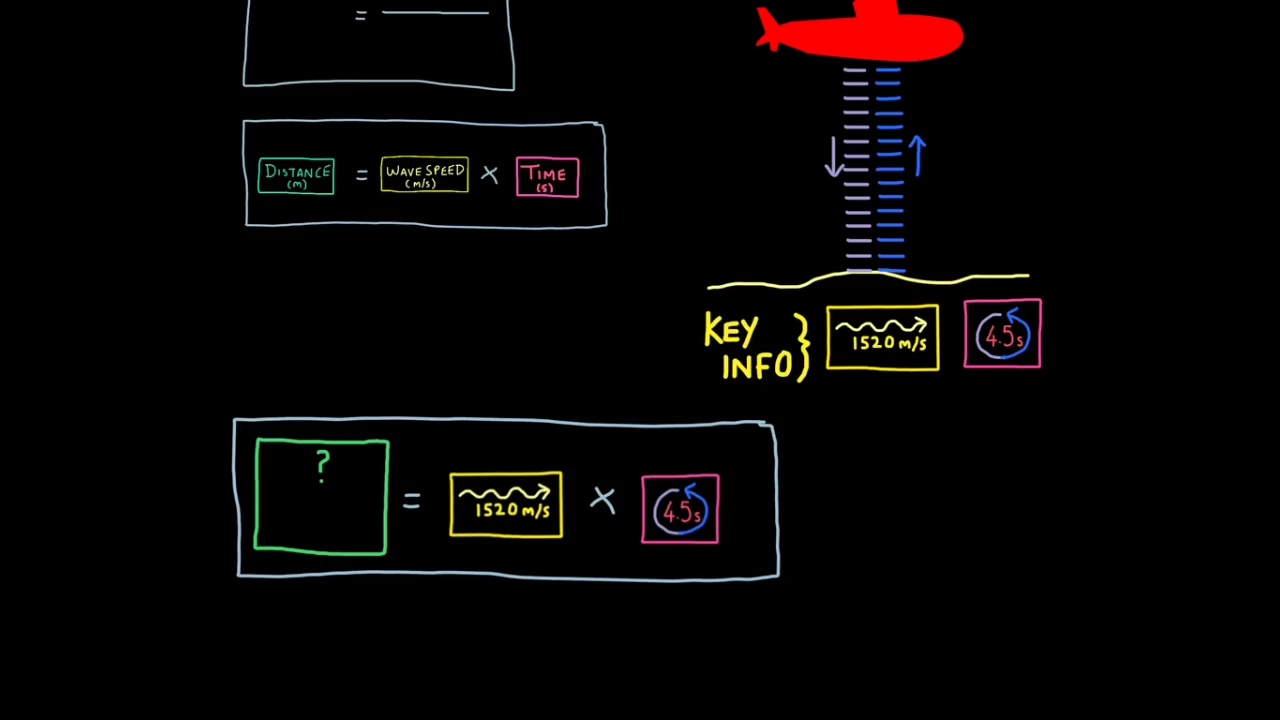 =
DISTANCE (m) = WAVE SPEED (m/s) × TIME (s)
KEY INFO } 1520 m/s 4.5s
? = 1520 m/s × 4.5s